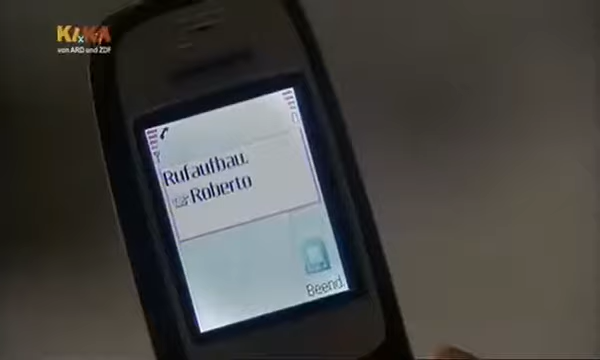 KiKA
von ARD und ZDF
Rufaufbau.
Roberto
Beend.